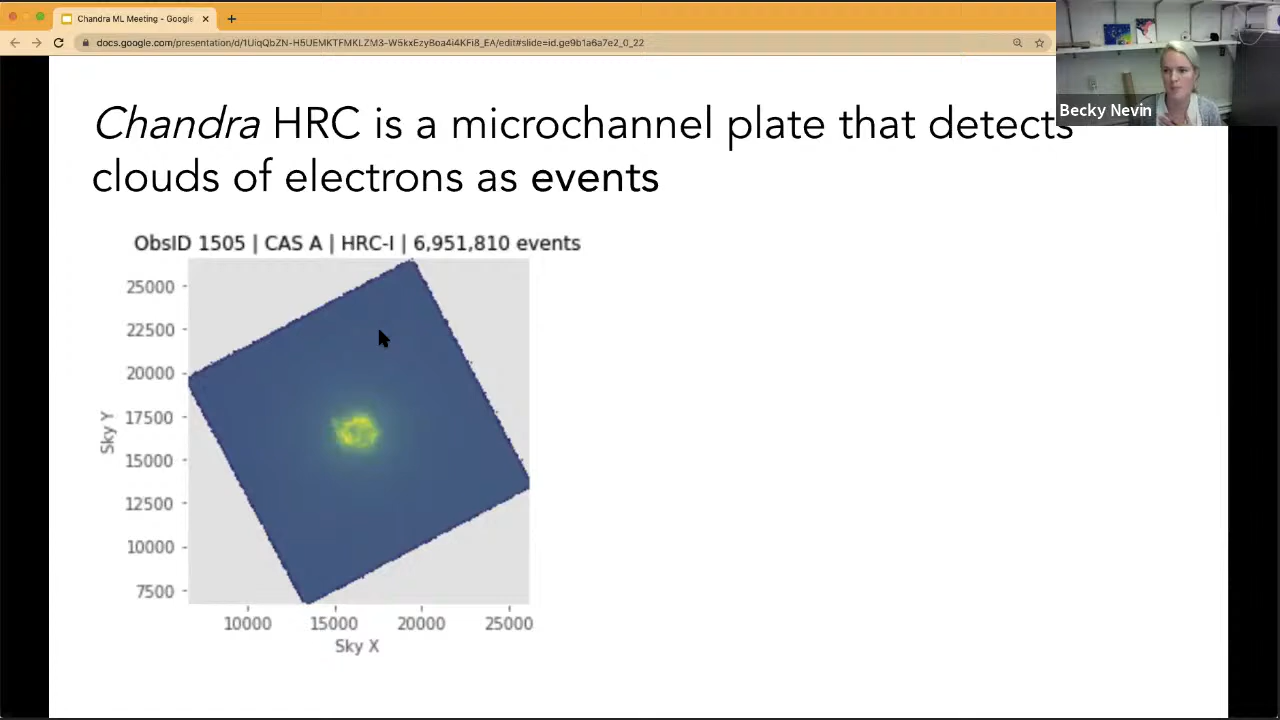 Chandra ML Meeting - Google
docs.google.com/presentation/d/1UiqQbZN-H5UEMKTFMKLZM3-W5kxEzyBoa4i4KFi8_EA/edit#slide=id.ge9b1a6a7e2_0_22
Becky Nevin
Chandra HRC is a microchannel plate that detects
clouds of electrons as events
ObsID 1505 | CAS A | HRC-I | 6,951,810 events
25000
22500
20000
17500
15000
12500
10000
7500
Sky Y
10000 15000 20000 25000
Sky X